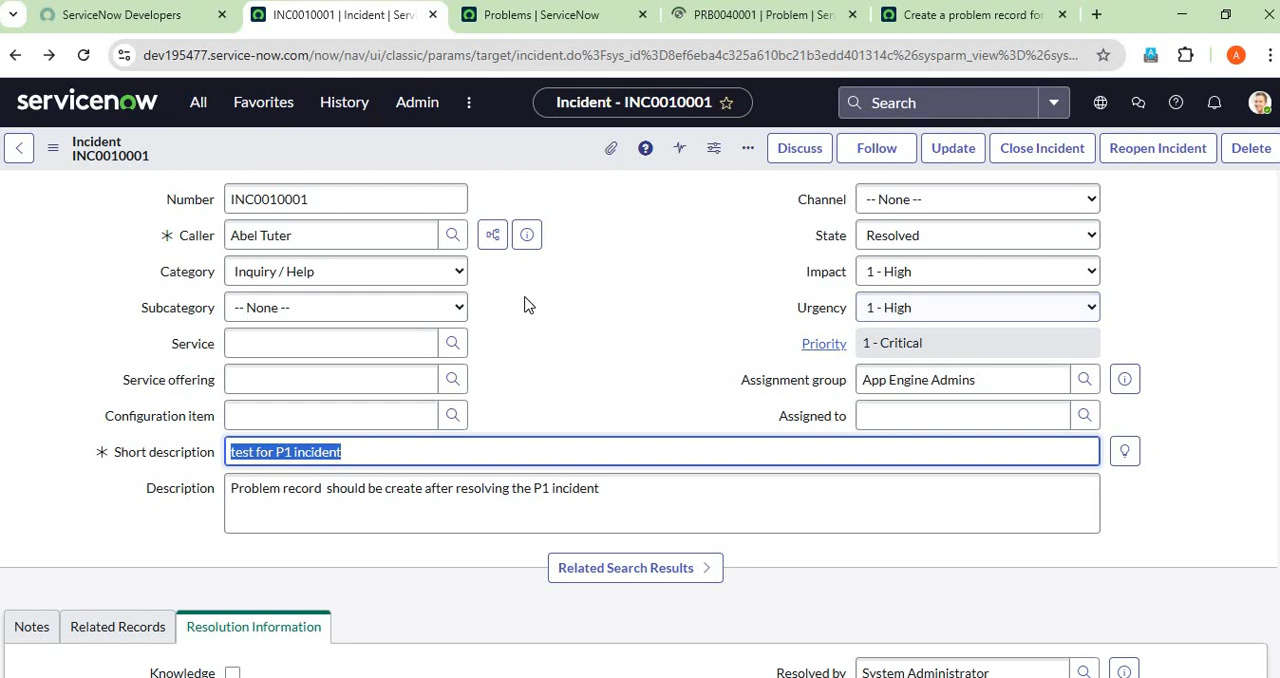 ServiceNow Developers
INC0010001 | Incident | Servi
Problems | ServiceNow
PRB0040001 | Problem | Ser
Create a problem record for
dev195477.service-now.com/now/nav/ui/classic/params/target/incident.do%3Fsys_id%3D8ef6eba4c325a610bc21b3edd401314c%26sysparm_view%3D%26sys...
A
servicenow
All
Favorites
History
Admin
Incident - INC0010001
Search
Incident
INC0010001
Discuss
Follow
Update
Close Incident
Reopen Incident
Delete
Number
INC0010001
Channel
-- None --
Caller
Abel Tuter
State
Resolved
Category
Inquiry / Help
Impact
1 - High
Subcategory
-- None --
Urgency
1 - High
Service
Priority
1 - Critical
Service offering
Assignment group
App Engine Admins
Configuration item
Assigned to
Short description
test for P1 incident
Description
Problem record  should be create after resolving the P1 incident
Related Search Results
Notes
Related Records
Resolution Information
Knowledge
Resolved by
System Administrator